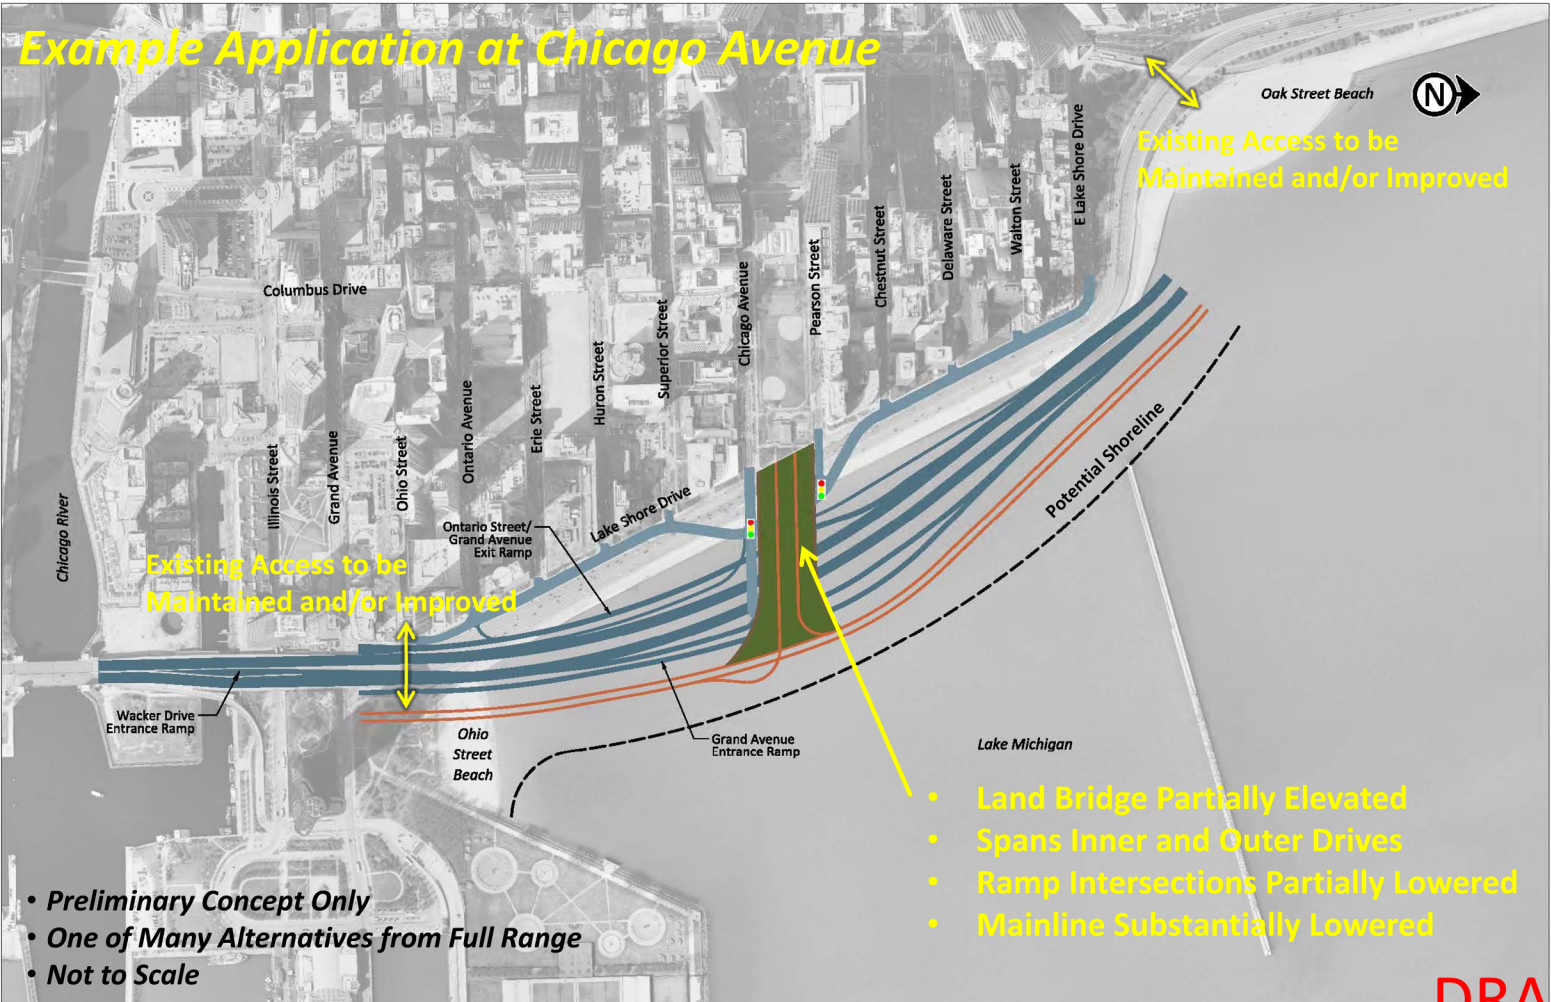 Example Application at Chicago Avenue
Oak Street Beach
N
Existing Access to be
Maintained and/or Improved
E Lake Shore Drive
Walton Street
Delaware Street
Chestnut Street
Pearson Street
Chicago Avenue
Superior Street
Huron Street
Erie Street
Ontario Avenue
Ohio Street
Grand Avenue
Illinois Street
Columbus Drive
Chicago River
Lake Shore Drive
Ontario Street/
Grand Avenue
Exit Ramp
Potential Shoreline
Existing Access to be
Maintained and/or Improved
Wacker Drive
Entrance Ramp
Ohio
Street
Beach
Grand Avenue
Entrance Ramp
Lake Michigan
• Land Bridge Partially Elevated
• Spans Inner and Outer Drives
• Ramp Intersections Partially Lowered
• Mainline Substantially Lowered
• Preliminary Concept Only
• One of Many Alternatives from Full Range
• Not to Scale
DRA